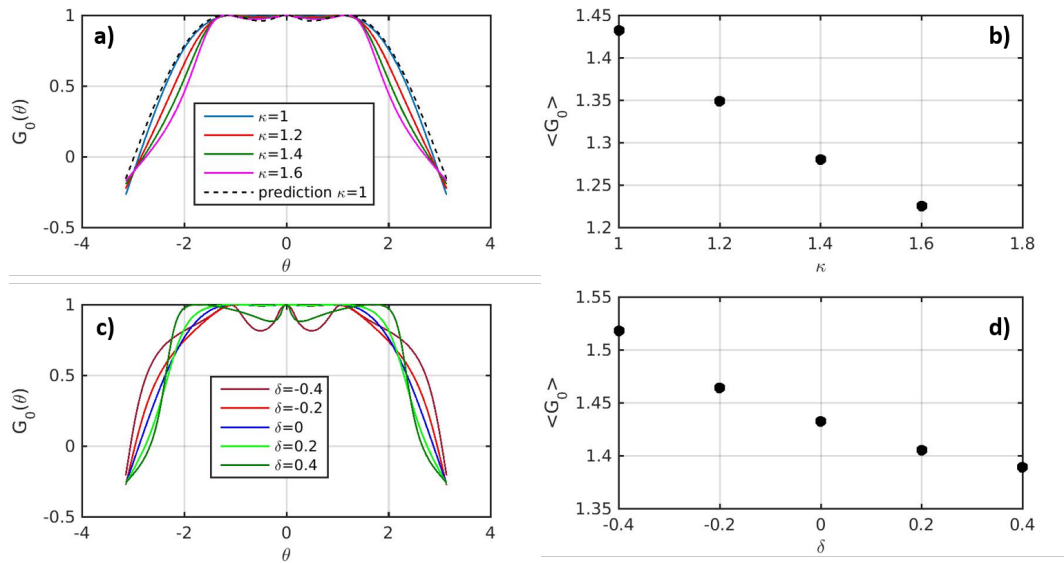 a)
G₀(θ)
1
0.5
0
-0.5
-4
-2
0
2
4
θ
κ=1
κ=1.2
κ=1.4
κ=1.6
prediction κ=1
b)
<G₀>
1.45
1.4
1.35
1.3
1.25
1.2
1
1.2
1.4
1.6
1.8
κ
c)
G₀(θ)
1
0.5
0
-0.5
-4
-2
0
2
4
θ
δ=-0.4
δ=-0.2
δ=0
δ=0.2
δ=0.4
d)
<G₀>
1.55
1.5
1.45
1.4
1.35
-0.4
-0.2
0
0.2
0.4
δ